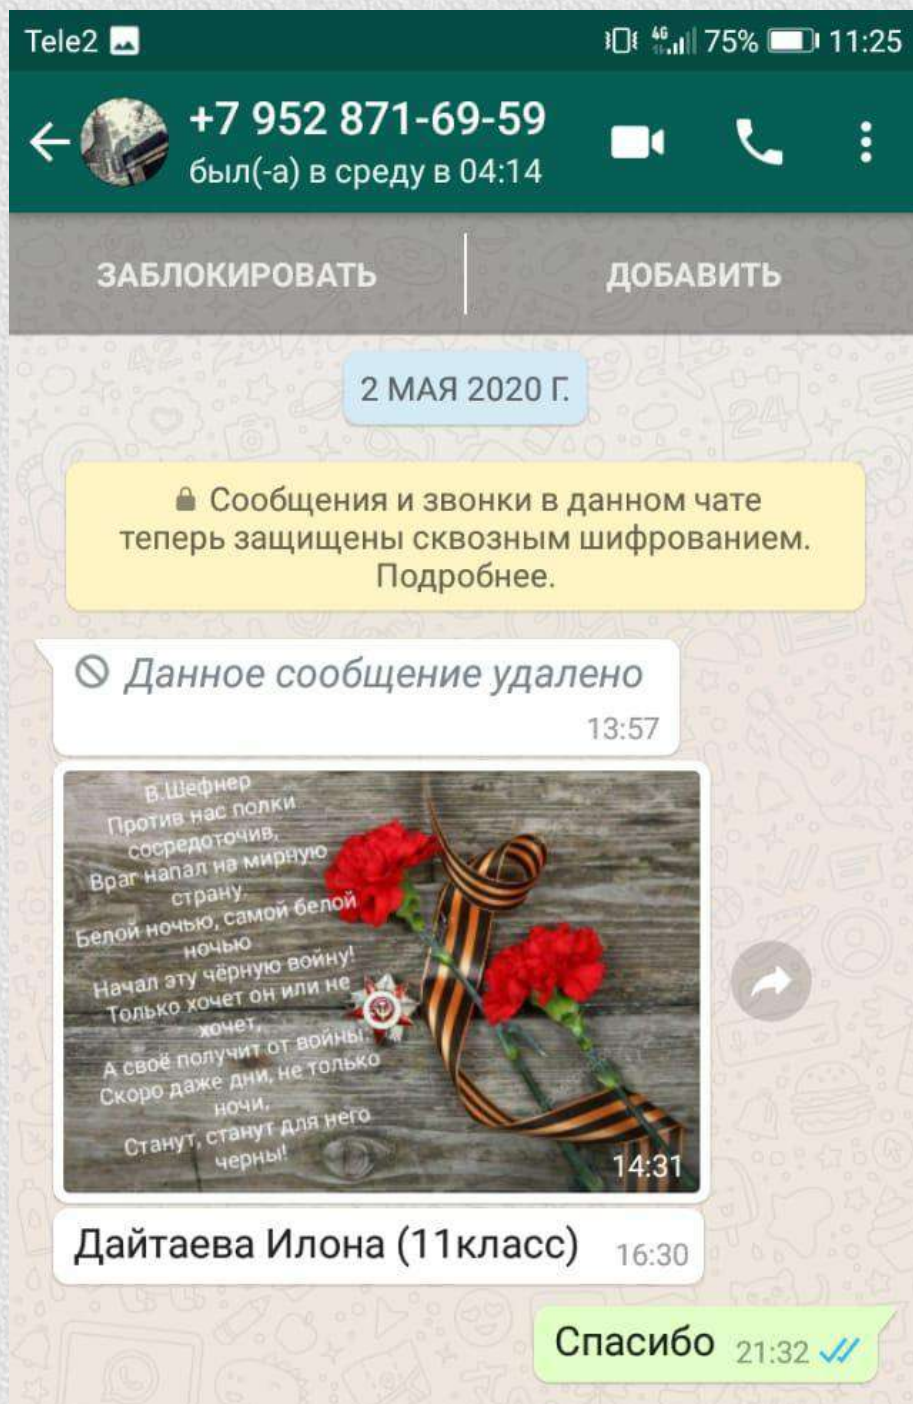 Tele2 4G 75% 11:25
+7 952 871-69-59
был(-а) в среду в 04:14
ЗАБЛОКИРОВАТЬ ДОБАВИТЬ
2 МАЯ 2020 Г.
Сообщения и звонки в данном чате
теперь защищены сквозным шифрованием.
Подробнее.
Данное сообщение удалено
13:57
В.Шефнер
Против нас полки
сосредоточив,
Враг напал на мирную
страну.
Белой ночью, самой белой
ночью
Начал эту чёрную войну!
Только хочет он или не
хочет,
А своё получит от войны:
Скоро даже дни, не только
ночи,
Станут, станут для него
черны!
14:31
Дайтаева Илона (11класс) 16:30
Спасибо 21:32